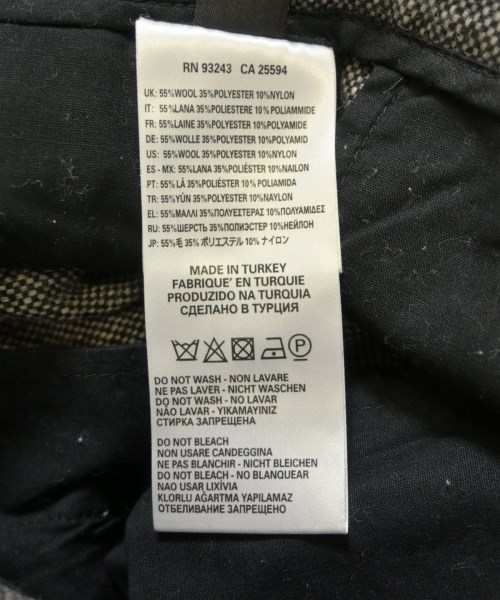 RN 93243 CA 25594
UK: 55%WOOL 35%POLYESTER 10%NYLON
IT: 55%LANA 35%POLIESTERE 10%POLIAMMIDE
FR: 55%LAINE 35%POLYESTER 10%POLYAMIDE
DE: 55%WOLLE 35%POLYESTER 10%POLYAMID
US: 55%WOOL 35%POLYESTER 10%NYLON
ES - MX: 55%LANA 35%POLIÉSTER 10%NAILON
PT: 55%LÃ 35%POLIÉSTER 10%POLIAMIDA
TR: 55%YÜN 35%POLYESTER 10%NAYLON
EL: 55%ΜΑΛΛΙ 35%ΠΟΛΥΕΣΤΕΡΑΣ 10%ΠΟΛΥΑΜΙΔΕΣ
RU: 55%ШЕРСТЬ 35%ПОЛИЭСТЕР 10%НЕЙЛОН
JP: 55%毛 35%ポリエステル 10%ナイロン
MADE IN TURKEY
FABRIQUE' EN TURQUIE
PRODUZIDO NA TURQUIA
СДЕЛАНО В ТУРЦИЯ
DO NOT WASH - NON LAVARE
NE PAS LAVER - NICHT WASCHEN
DO NOT WASH - NO LAVAR
NÃO LAVAR - YIKAMAYINIZ
СТИРКА ЗАПРЕЩЕНА
DO NOT BLEACH
NON USARE CANDEGGINA
NE PAS BLANCHIR - NICHT BLEICHEN
DO NOT BLEACH - NO BLANQUEAR
NAO USAR LIXÍVIA
KLORLU AĞARTMA YAPILAMAZ
ОТБЕЛИВАНИЕ ЗАПРЕЩЕНО